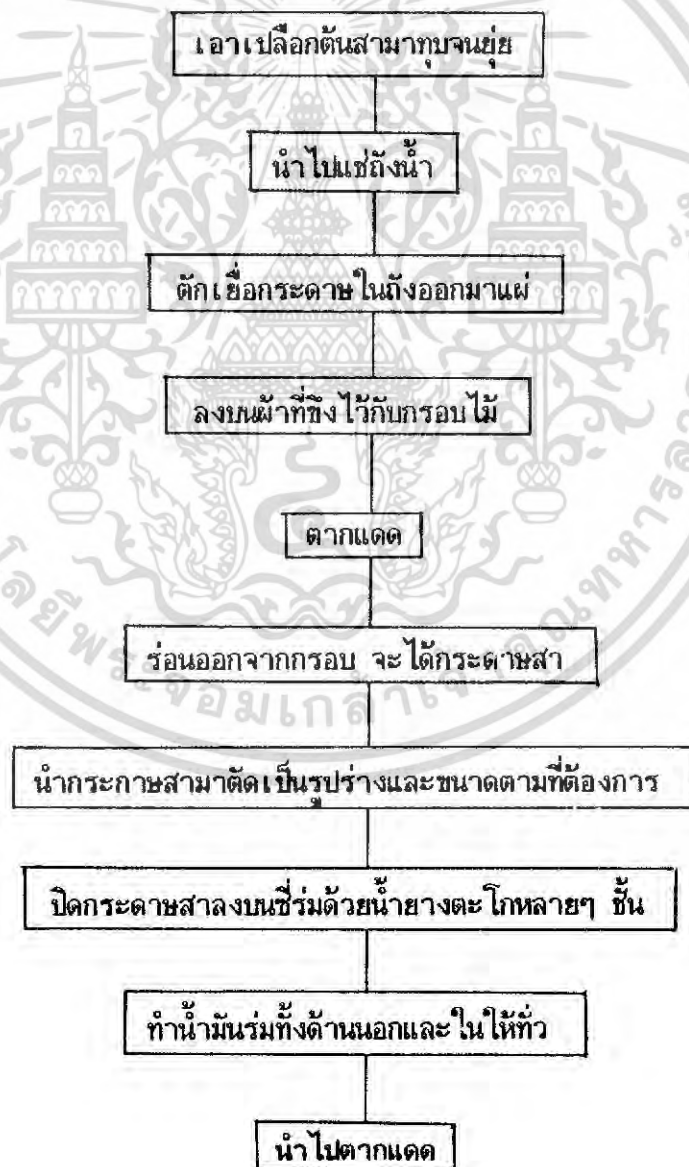 เอาเปลือกต้นสามาทุบจนยุ่ย
นำไปแช่ถังน้ำ
ตักเยื่อกระดาษในถังออกมาแผ่
ลงบนผ้าที่ขึงไว้กับกรอบไม้
ตากแดด
ร่อนออกจากกรอบ จะได้กระดาษสา
นำกระกาษสามาตัดเป็นรูปร่างและขนาดตามที่ต้องการ
ปิดกระดาษสาลงบนซี่ร่มด้วยน้ำยางตะโกหลายๆ ชั้น
ทำน้ำมันร่มทั้งด้านนอกและในให้ทั่ว
นำไปตากแดด